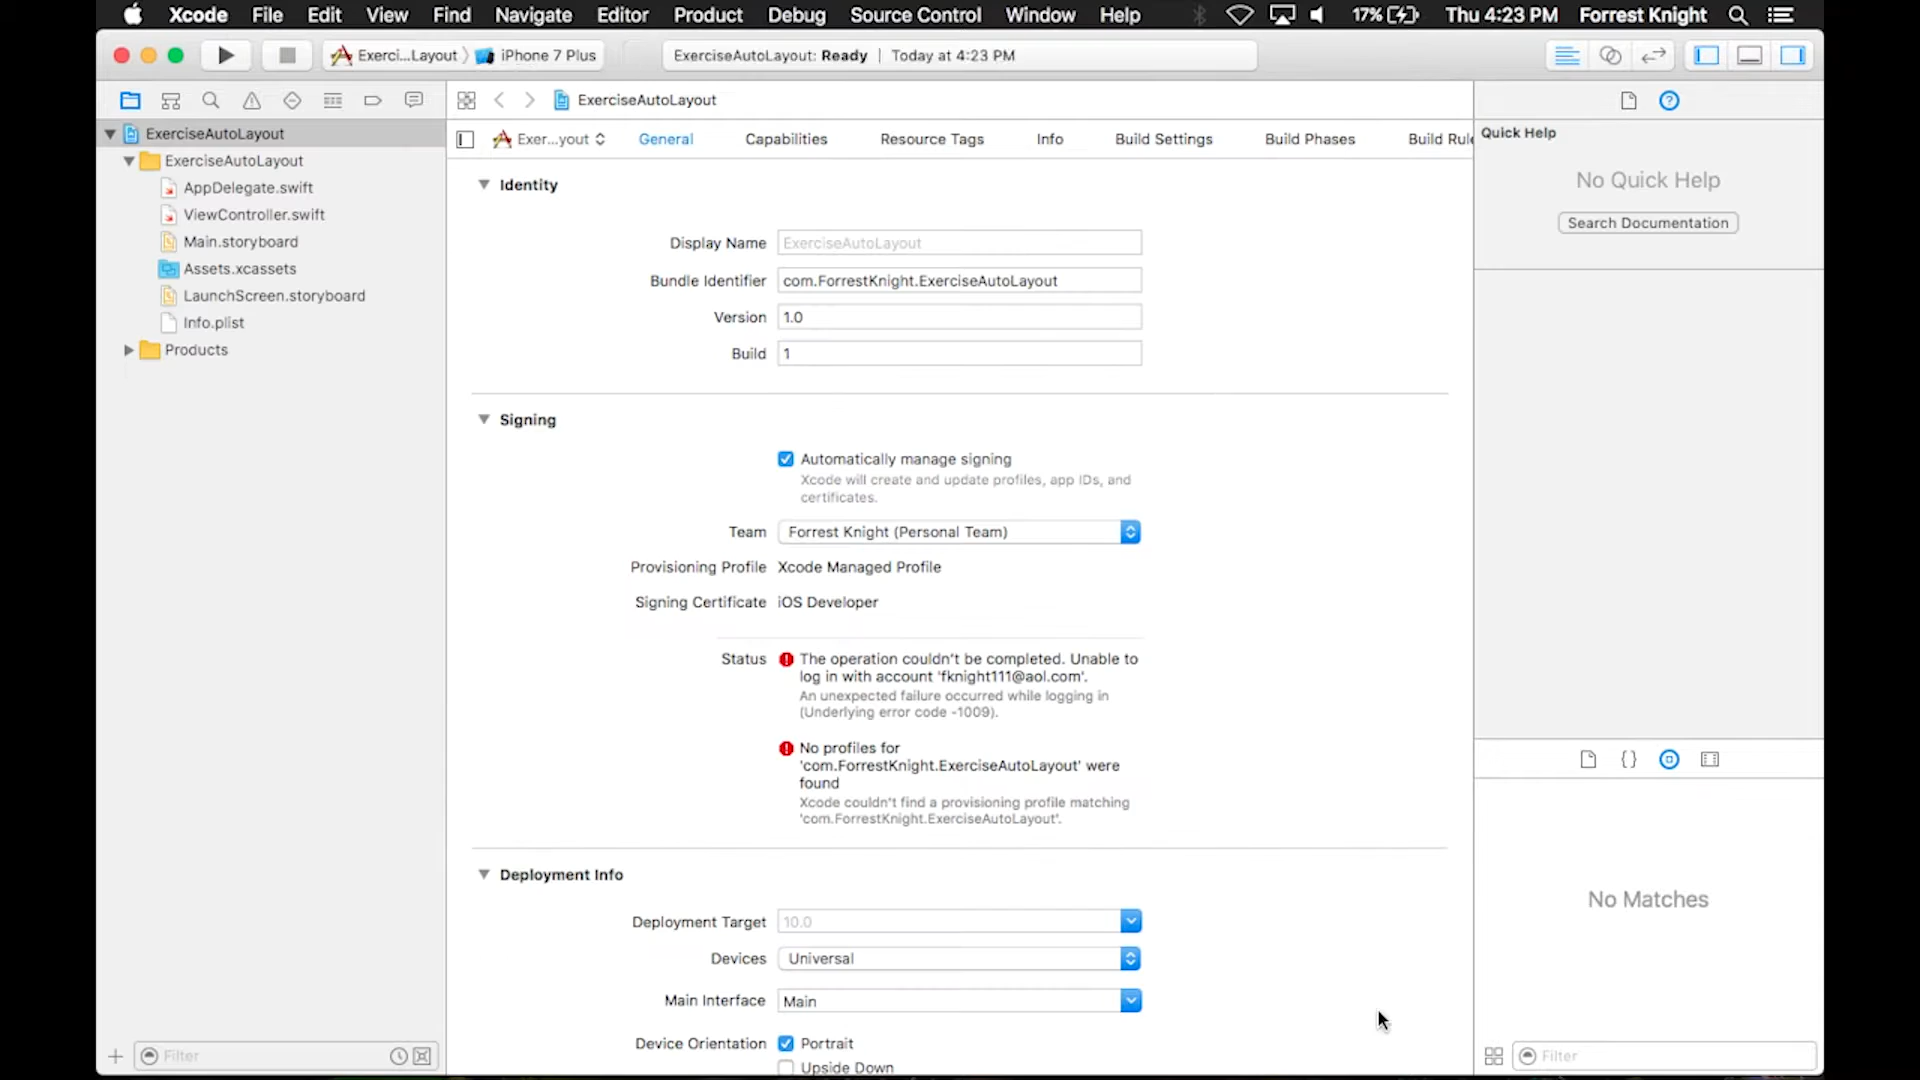 Xcode File Edit View Find Navigate Editor Product Debug Source Control Window Help 17% Thu 4:23 PM Forrest Knight
Exerci...Layout iPhone 7 Plus ExerciseAutoLayout: Ready | Today at 4:23 PM
ExerciseAutoLayout
Exer...yout General Capabilities Resource Tags Info Build Settings Build Phases Build Rule
ExerciseAutoLayout
ExerciseAutoLayout
AppDelegate.swift
ViewController.swift
Main.storyboard
Assets.xcassets
LaunchScreen.storyboard
Info.plist
Products
Filter
Identity
Display Name ExerciseAutoLayout
Bundle Identifier com.ForrestKnight.ExerciseAutoLayout
Version 1.0
Build 1
Signing
Automatically manage signing
Xcode will create and update profiles, app IDs, and
certificates.
Team Forrest Knight (Personal Team)
Provisioning Profile Xcode Managed Profile
Signing Certificate iOS Developer
Status The operation couldn't be completed. Unable to
log in with account 'fknight111@aol.com'.
An unexpected failure occurred while logging in
(Underlying error code -1009).
No profiles for
'com.ForrestKnight.ExerciseAutoLayout' were
found
Xcode couldn't find a provisioning profile matching
'com.ForrestKnight.ExerciseAutoLayout'.
Deployment Info
Deployment Target 10.0
Devices Universal
Main Interface Main
Device Orientation Portrait
Upside Down
Quick Help
No Quick Help
Search Documentation
No Matches
Filter